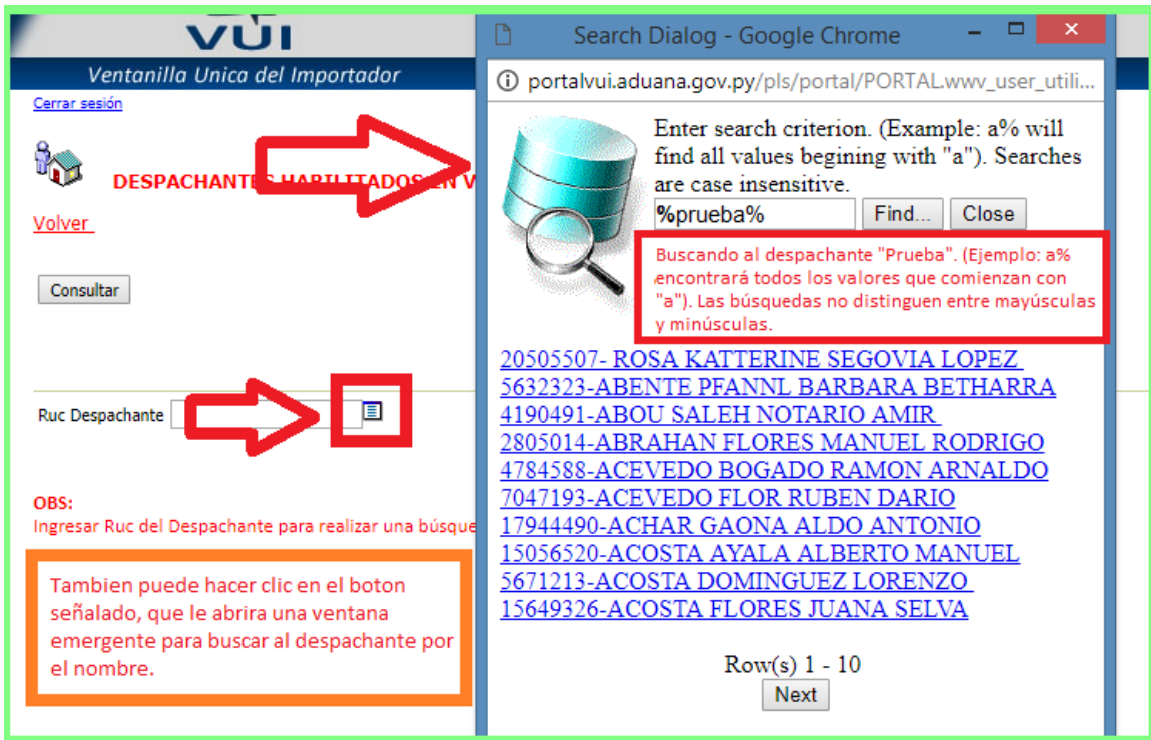 VUI
Ventanilla Unica del Importador
Cerrar sesión
DESPACHANTES HABILITADOS EN V
Volver
Consultar
Ruc Despachante
OBS:
Ingresar Ruc del Despachante para realizar una búsque
Tambien puede hacer clic en el boton
señalado, que le abrira una ventana
emergente para buscar al despachante por
el nombre.
Search Dialog - Google Chrome
portalvui.aduana.gov.py/pls/portal/PORTAL.wwv_user_utili...
Enter search criterion. (Example: a% will
find all values begining with "a"). Searches
are case insensitive.
%prueba% Find... Close
Buscando al despachante "Prueba". (Ejemplo: a%
encontrará todos los valores que comienzan con
"a"). Las búsquedas no distinguen entre mayúsculas
y minúsculas.
20505507- ROSA KATTERINE SEGOVIA LOPEZ
5632323-ABENTE PFANNL BARBARA BETHARRA
4190491-ABOU SALEH NOTARIO AMIR
2805014-ABRAHAN FLORES MANUEL RODRIGO
4784588-ACEVEDO BOGADO RAMON ARNALDO
7047193-ACEVEDO FLOR RUBEN DARIO
17944490-ACHAR GAONA ALDO ANTONIO
15056520-ACOSTA AYALA ALBERTO MANUEL
5671213-ACOSTA DOMINGUEZ LORENZO
15649326-ACOSTA FLORES JUANA SELVA
Row(s) 1 - 10
Next